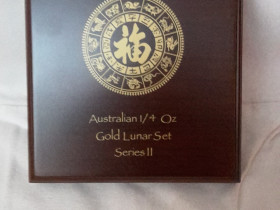 福
Australian 1/4 Oz
Gold Lunar Set
Series II